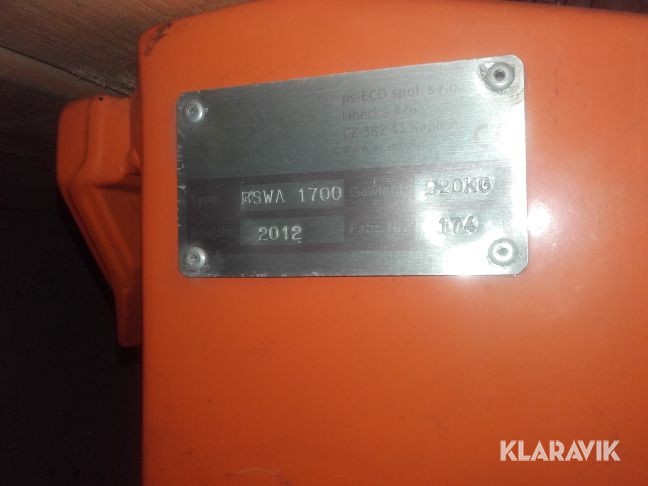 ps-ECO spol. s r.o.
Linecká 376
CZ-382 41 Kaplice
Type: BSWA 1700 Gewicht: 920KG
Baujahr: 2012 Fabr. Nr.: 174
KLARAVIK